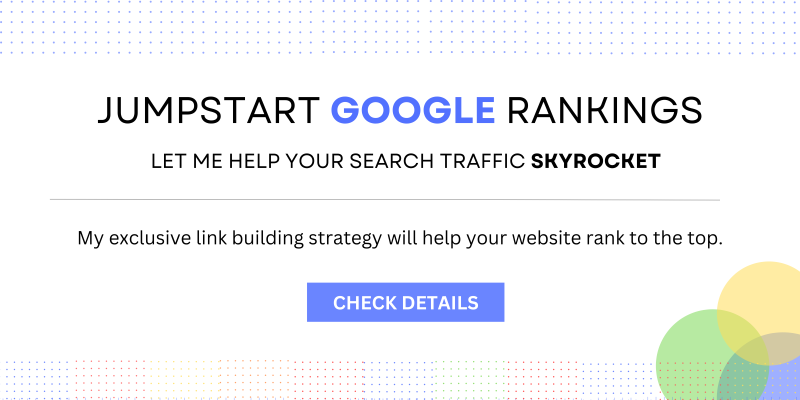 JUMPSTART GOOGLE RANKINGS
LET ME HELP YOUR SEARCH TRAFFIC SKYROCKET
My exclusive link building strategy will help your website rank to the top.
CHECK DETAILS